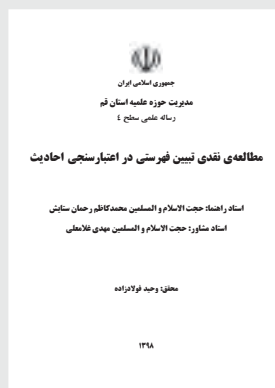 جمهوری اسلامی ایران
مدیریت حوزه علمیه استان قم
رساله علمی سطح ٤
مطالعه‌ی نقدی تبیین فهرستی در اعتبارسنجی احادیث
استاد راهنما: حجت الاسلام و المسلمین محمدکاظم رحمان ستایش
استاد مشاور: حجت الاسلام و المسلمین مهدی غلامعلی
محقق: وحید فولادزاده
۱۳۹۸